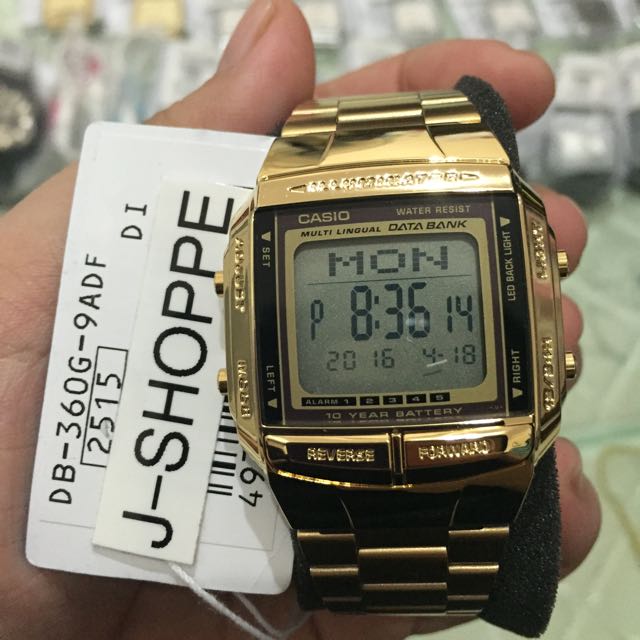 ILLUMINATOR
CASIO
WATER RESIST
MULTI LINGUAL DATA BANK
SET
LED BACK LIGHT
MON
P 8:36 14
2016 4-18
LEFT
RIGHT
ALARM 1 2 3 4 5
10 YEAR BATTERY
REVERSE
FORWARD
DB-360G-9ADF DI
2515
J-SHOPPE